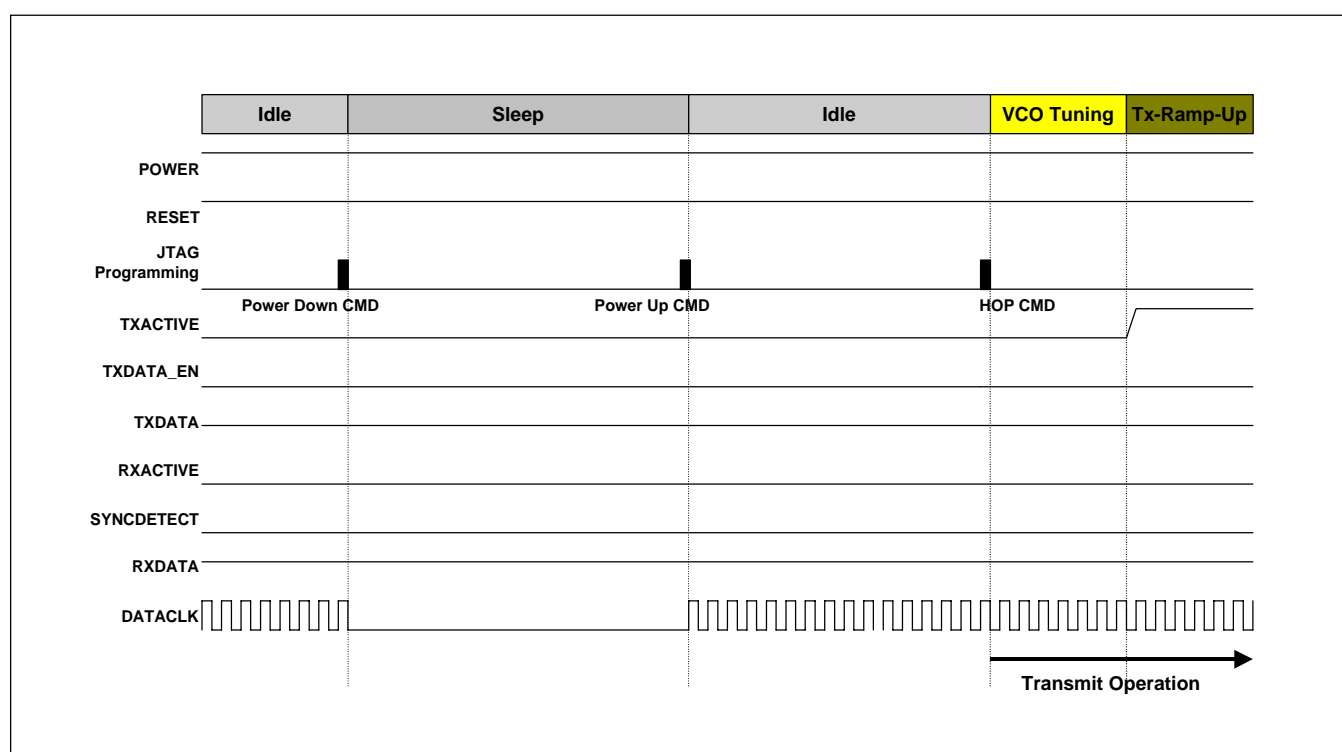 Idle Sleep Idle VCO Tuning Tx-Ramp-Up
POWER
RESET
JTAG
Programming
Power Down CMD Power Up CMD HOP CMD
TXACTIVE
TXDATA_EN
TXDATA
RXACTIVE
SYNCDETECT
RXDATA
DATACLK
Transmit Operation